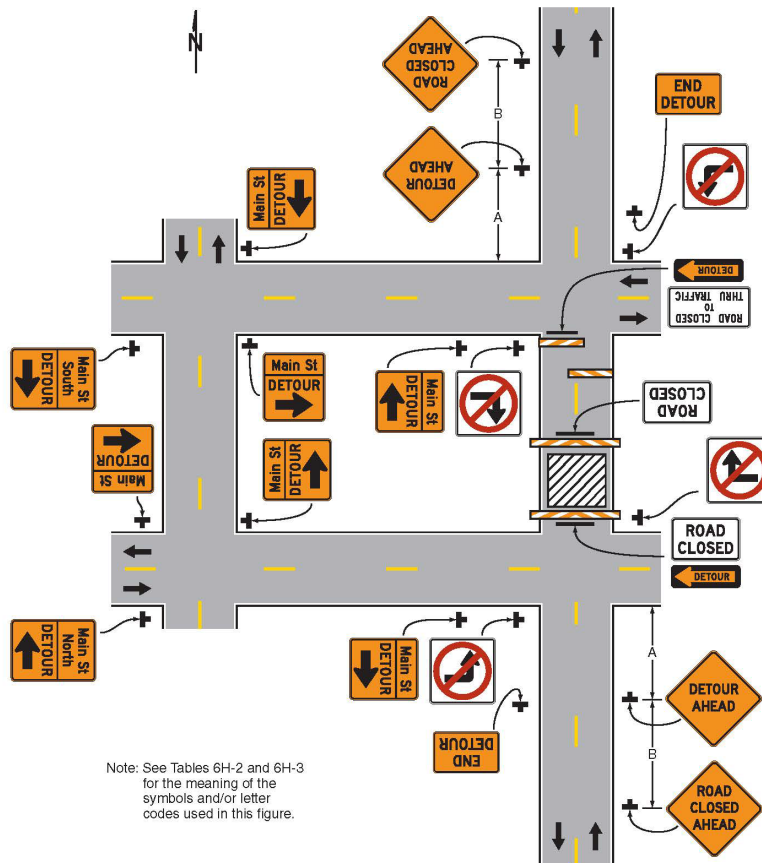 N
ROAD
CLOSED
AHEAD
B
DETOUR
AHEAD
A
END
DETOUR
Main St
DETOUR
DETOUR
ROAD CLOSED
TO
THRU TRAFFIC
Main St
South
DETOUR
Main St
DETOUR
Main St
DETOUR
ROAD
CLOSED
Main St
DETOUR
Main St
DETOUR
ROAD
CLOSED
DETOUR
Main St
North
DETOUR
Main St
DETOUR
A
DETOUR
AHEAD
END
DETOUR
B
ROAD
CLOSED
AHEAD
Note: See Tables 6H-2 and 6H-3
for the meaning of the
symbols and/or letter
codes used in this figure.